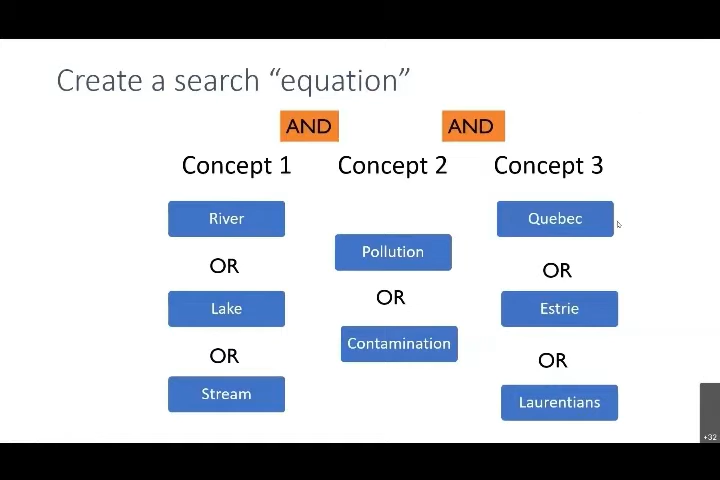 Create a search “equation”
AND AND
Concept 1 Concept 2 Concept 3
River
OR
Lake
OR
Stream
Pollution
OR
Contamination
Quebec
OR
Estrie
OR
Laurentians
+32